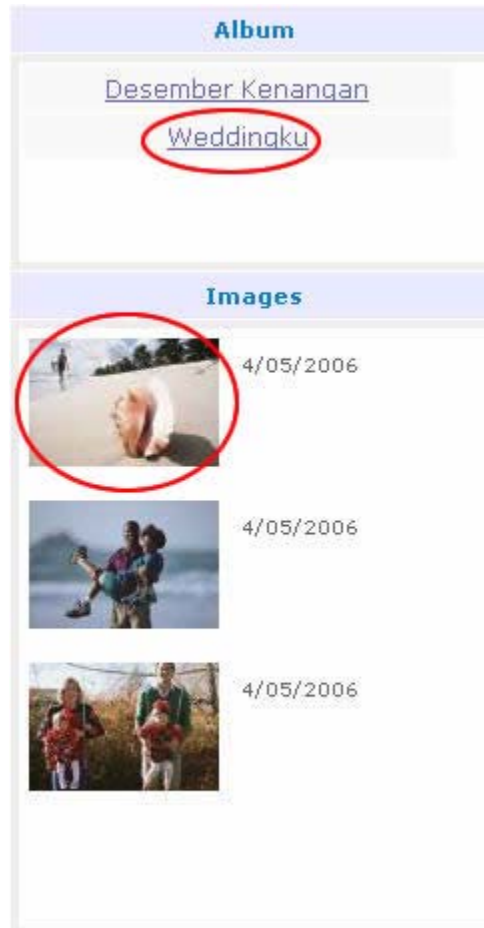 Album
Desember Kenangan
Weddingku
Images
4/05/2006
4/05/2006
4/05/2006